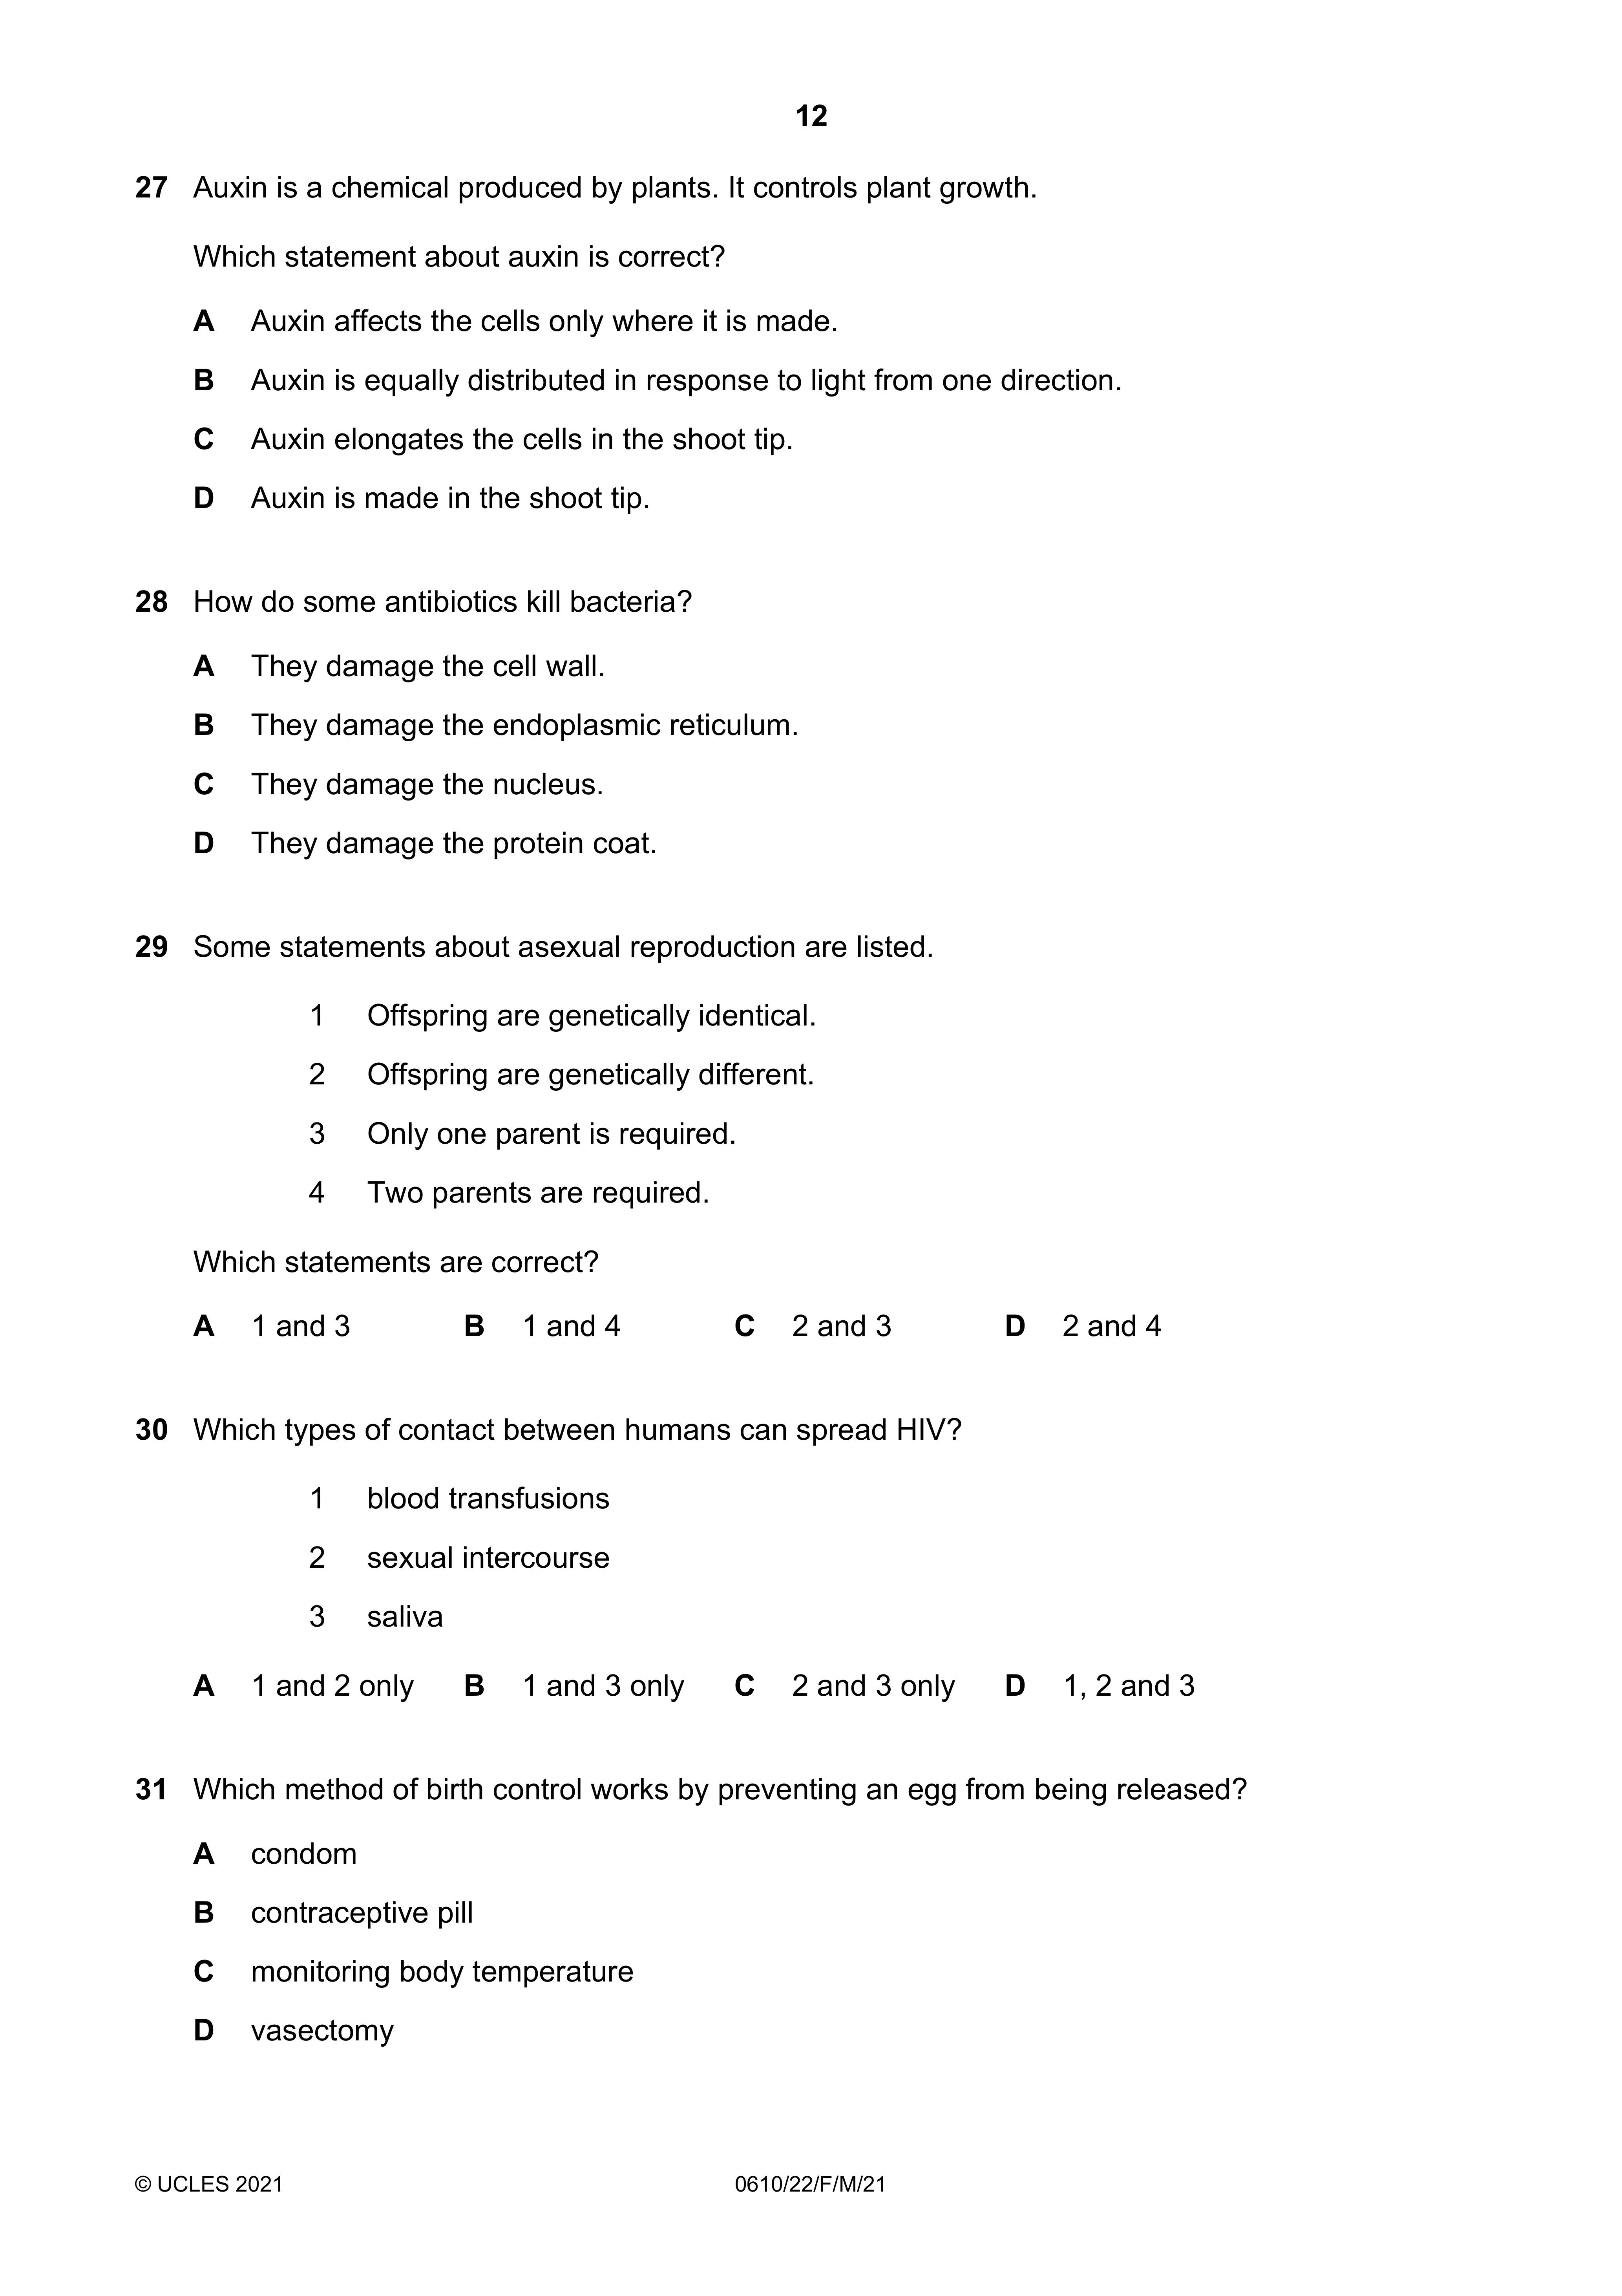 12
27 Auxin is a chemical produced by plants. It controls plant growth.
Which statement about auxin is correct?
A Auxin affects the cells only where it is made.
B Auxin is equally distributed in response to light from one direction.
C Auxin elongates the cells in the shoot tip.
D Auxin is made in the shoot tip.
28 How do some antibiotics kill bacteria?
A They damage the cell wall.
B They damage the endoplasmic reticulum.
C They damage the nucleus.
D They damage the protein coat.
29 Some statements about asexual reproduction are listed.
1 Offspring are genetically identical.
2 Offspring are genetically different.
3 Only one parent is required.
4 Two parents are required.
Which statements are correct?
A 1 and 3 B 1 and 4 C 2 and 3 D 2 and 4
30 Which types of contact between humans can spread HIV?
1 blood transfusions
2 sexual intercourse
3 saliva
A 1 and 2 only B 1 and 3 only C 2 and 3 only D 1, 2 and 3
31 Which method of birth control works by preventing an egg from being released?
A condom
B contraceptive pill
C monitoring body temperature
D vasectomy
© UCLES 2021 0610/22/F/M/21